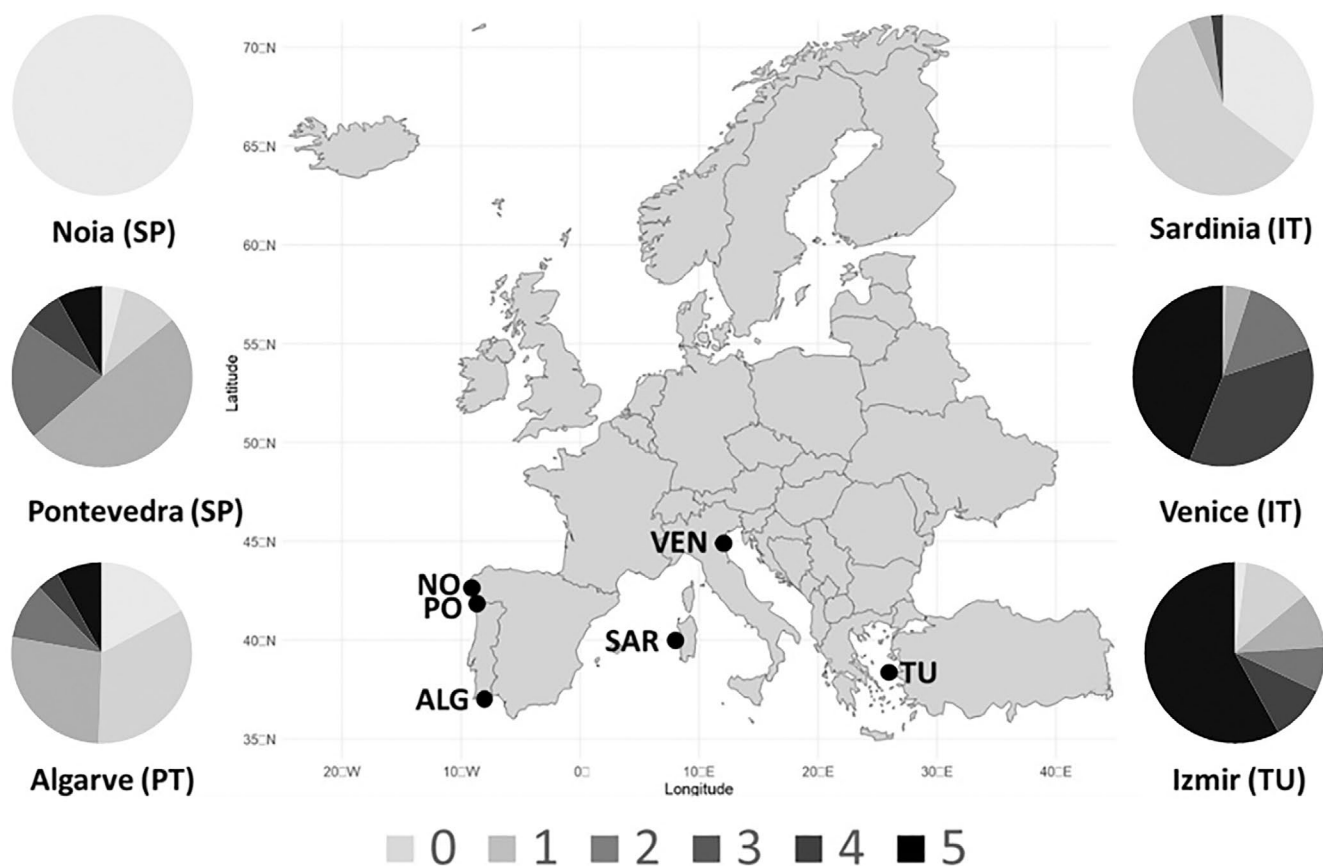 Noia (SP)
Pontevedra (SP)
Algarve (PT)
Latitude
70□N
65□N
60□N
55□N
50□N
45□N
40□N
35□N
VEN
NO
PO
SAR
TU
ALG
20□W
10□W
0□
10□E
20□E
30□E
40□E
Longitude
Sardinia (IT)
Venice (IT)
Izmir (TU)
0 1 2 3 4 5